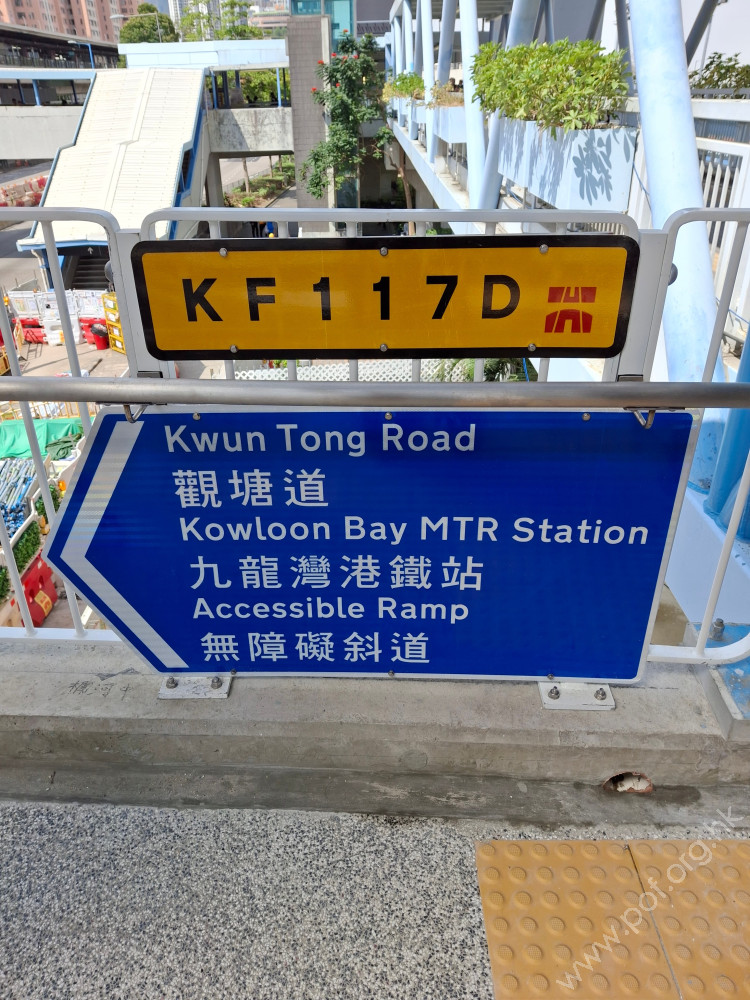 KF117D
Kwun Tong Road
觀塘道
Kowloon Bay MTR Station
九龍灣港鐵站
Accessible Ramp
無障礙斜道
www.pof.org.hk